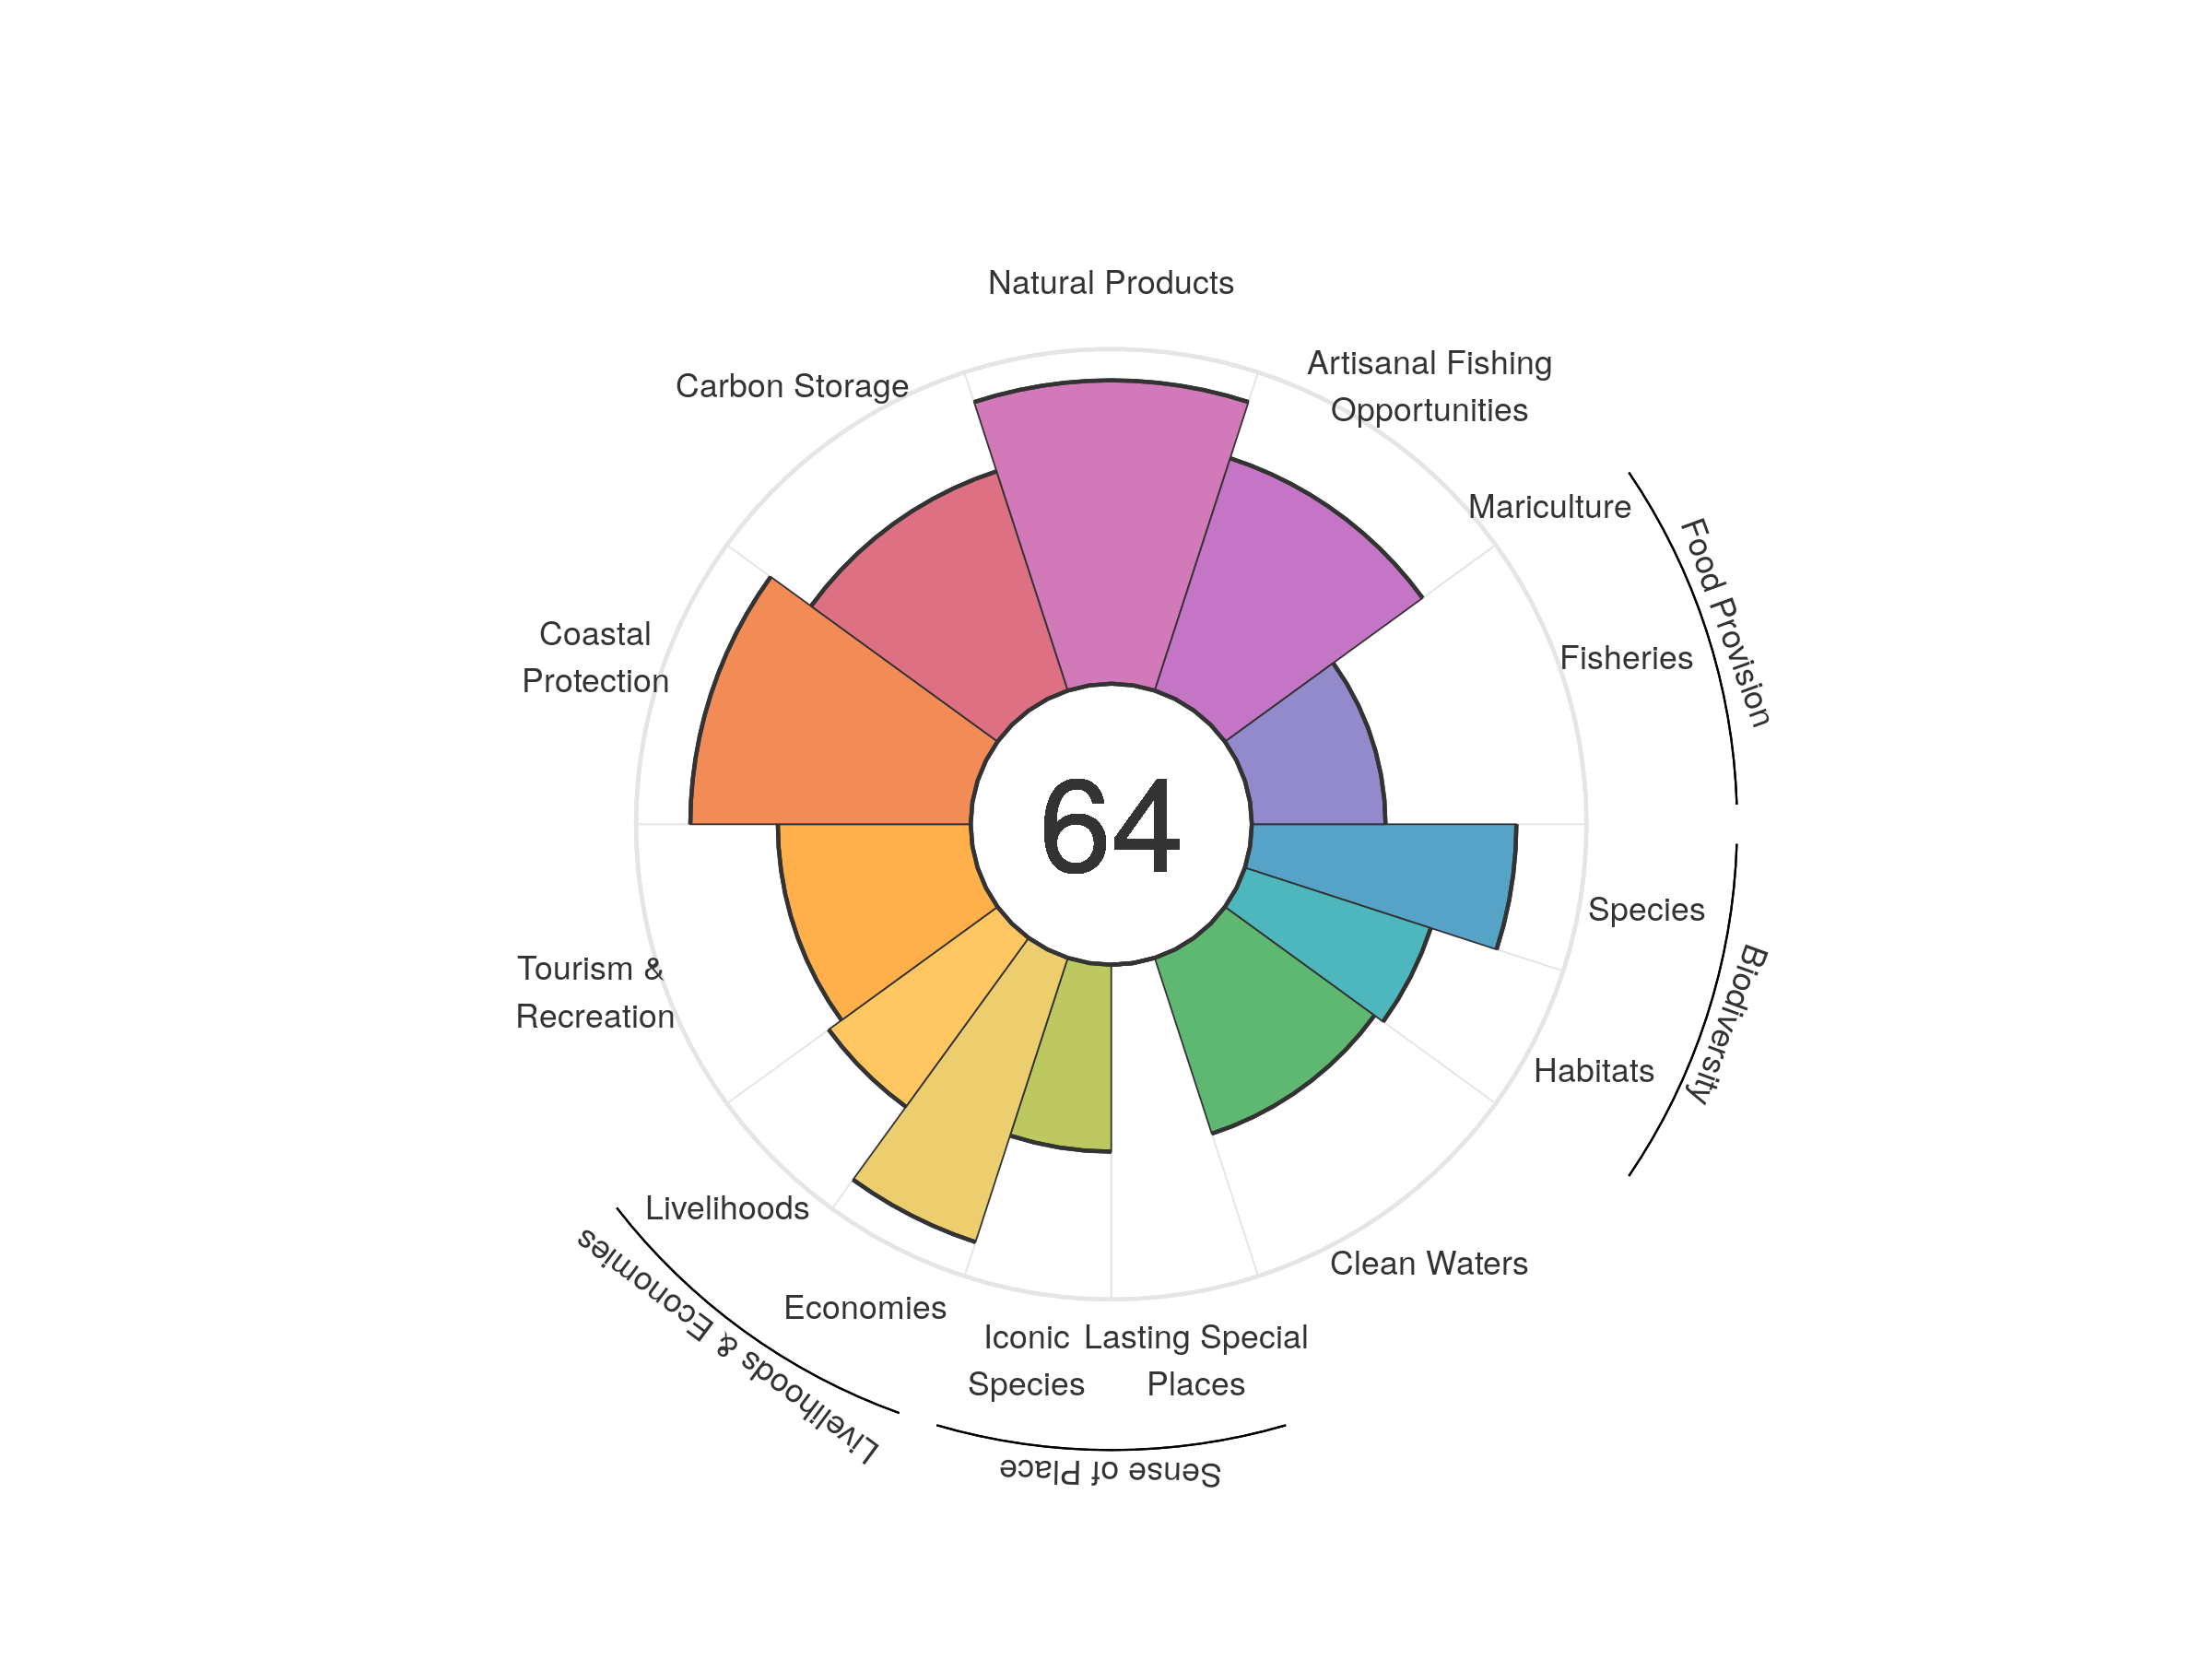 Natural Products
Artisanal Fishing
Opportunities
Carbon Storage
Mariculture
Food Provision
Coastal
Protection
Fisheries
64
Species
Biodiversity
Tourism &
Recreation
Habitats
Livelihoods
Clean Waters
Economies
Livelihoods & Economies
Iconic
Species
Lasting Special
Places
Sense of Place